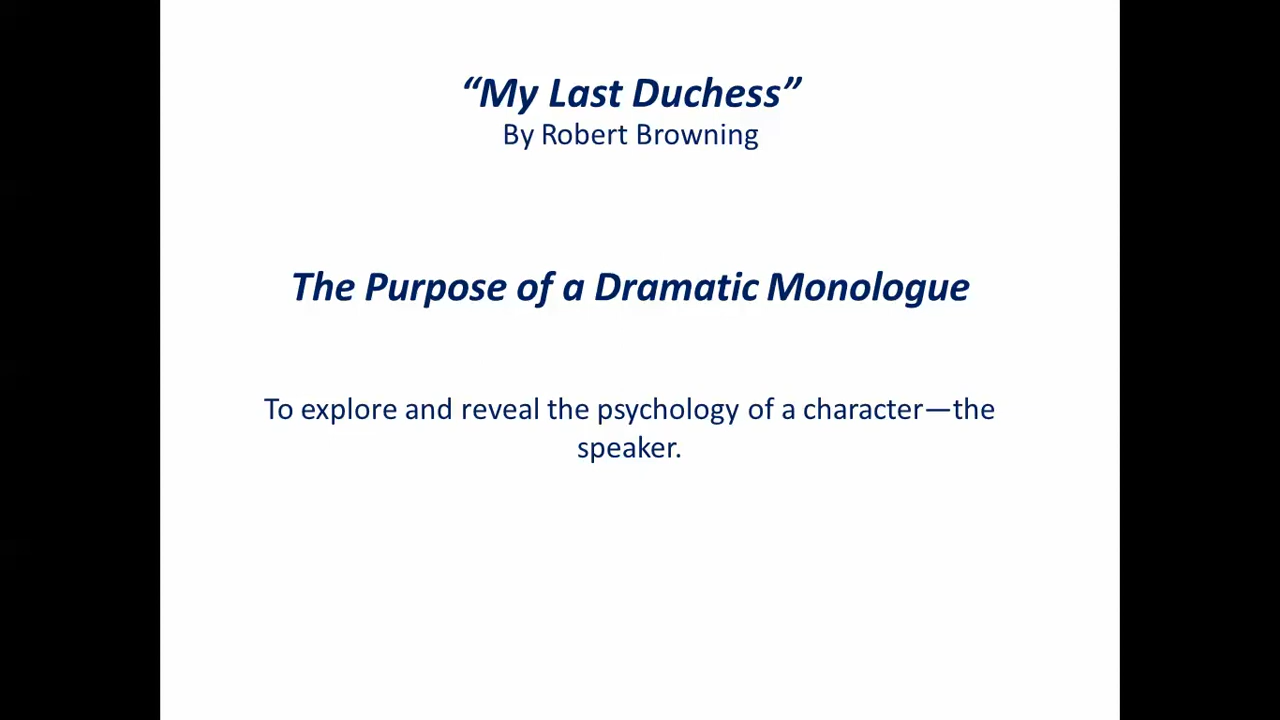 “My Last Duchess”
By Robert Browning
The Purpose of a Dramatic Monologue
To explore and reveal the psychology of a character—the
speaker.